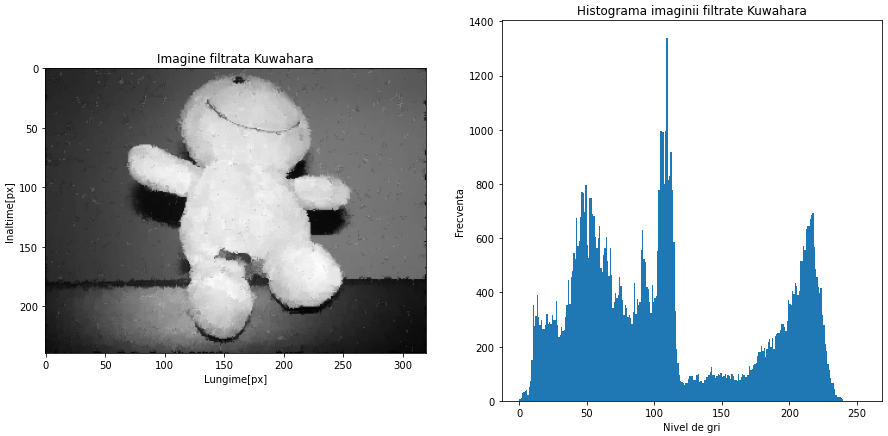 Imagine filtrata Kuwahara
0
50
100
150
200
Inaltime[px]
0 50 100 150 200 250 300
Lungime[px]
Histograma imaginii filtrate Kuwahara
1400
1200
1000
800
600
400
200
0
Frecventa
0 50 100 150 200 250
Nivel de gri